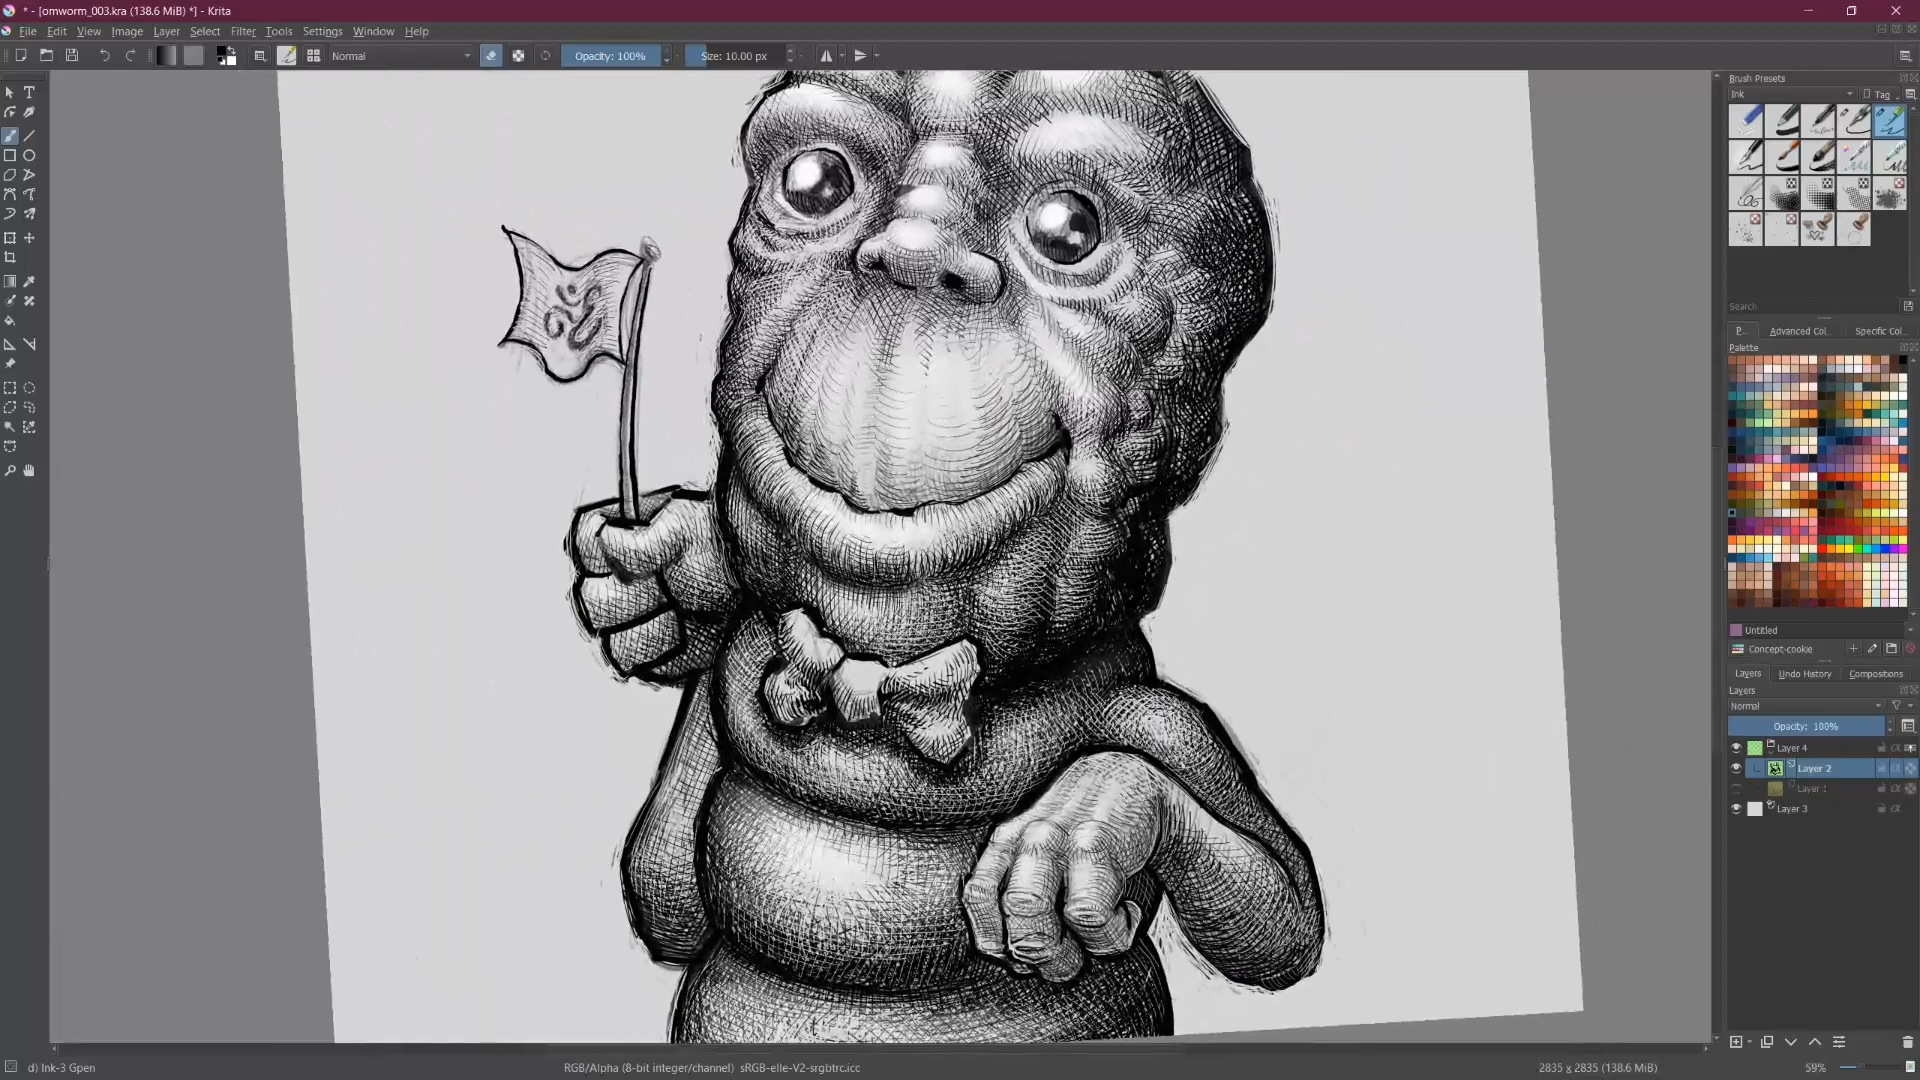 * - [omworm_003.kra (138.6 MiB) *] - Krita
File Edit View Image Layer Select Filter Tools Settings Window Help
Normal Opacity: 100% Size: 10.00 px
Brush Presets
Ink Tag
Search
P... Advanced Col... Specific Col...
Palette
Untitled
Concept-cookie
Layers Undo History Compositions
Layers
Normal
Opacity: 100%
Layer 4
Layer 2
Layer 1
Layer 3
ॐ
d) Ink-3 Gpen RGB/Alpha (8-bit integer/channel) sRGB-elle-V2-srgbtrc.icc 2835 x 2835 (138.6 MiB) 59%